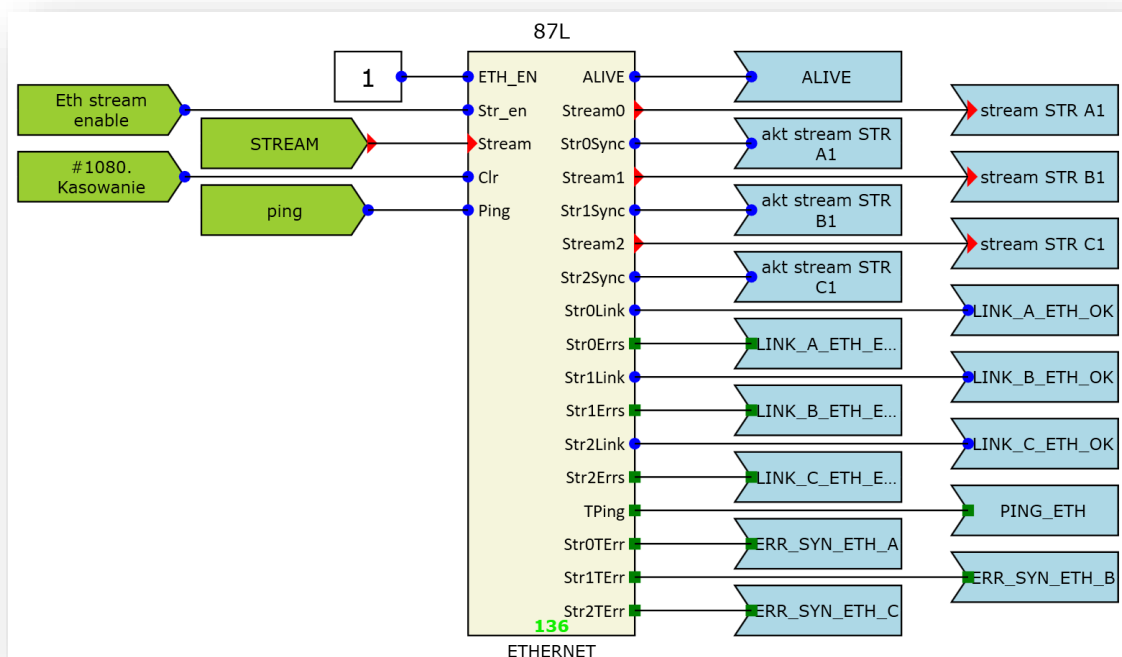 87L
1
ETH_EN
ALIVE
ALIVE
Eth stream
enable
Str_en
Stream0
stream STR A1
STREAM
Stream
Str0Sync
akt stream STR
A1
#1080.
Kasowanie
Clr
Stream1
stream STR B1
ping
Ping
Str1Sync
akt stream STR
B1
Stream2
stream STR C1
Str2Sync
akt stream STR
C1
Str0Link
LINK_A_ETH_OK
Str0Errs
LINK_A_ETH_E...
Str1Link
LINK_B_ETH_OK
Str1Errs
LINK_B_ETH_E...
Str2Link
LINK_C_ETH_OK
Str2Errs
LINK_C_ETH_E...
TPing
PING_ETH
Str0TErr
ERR_SYN_ETH_A
Str1TErr
ERR_SYN_ETH_B
Str2TErr
ERR_SYN_ETH_C
136
ETHERNET